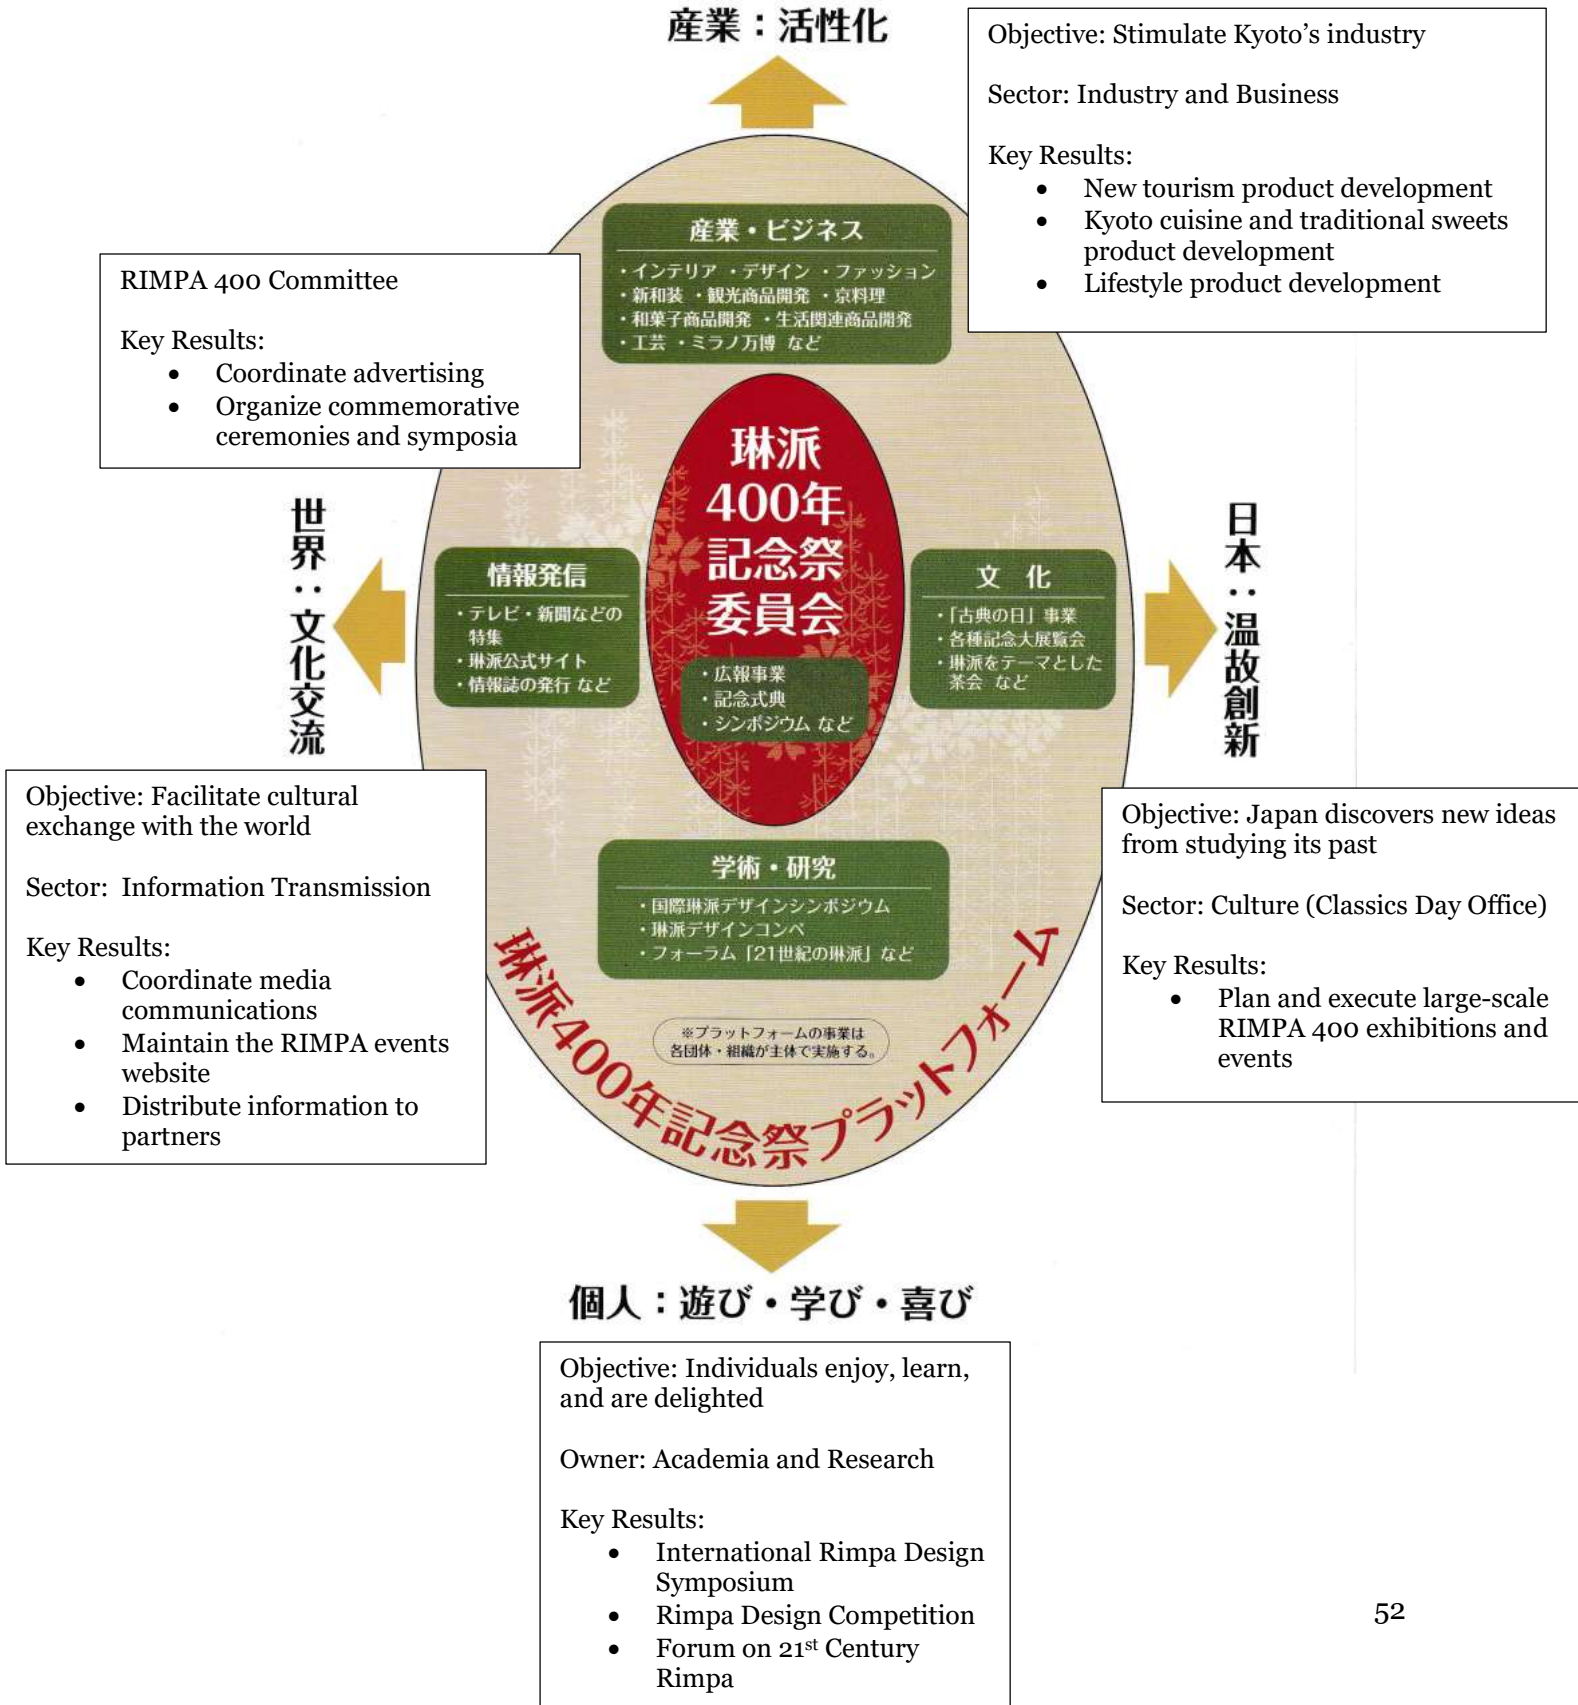 産業：活性化
Objective: Stimulate Kyoto’s industry
Sector: Industry and Business
Key Results:
• New tourism product development
• Kyoto cuisine and traditional sweets
product development
• Lifestyle product development
産業・ビジネス
・インテリア ・デザイン ・ファッション
・新和装 ・観光商品開発 ・京料理
・和菓子商品開発 ・生活関連商品開発
・工芸 ・ミラノ万博 など
RIMPA 400 Committee
Key Results:
• Coordinate advertising
• Organize commemorative
ceremonies and symposia
琳派
400年
記念祭
委員会
・広報事業
・記念式典
・シンポジウム など
世界：文化交流
情報発信
・テレビ・新聞などの
特集
・琳派公式サイト
・情報誌の発行 など
文 化
・「古典の日」事業
・各種記念大展覧会
・琳派をテーマとした
茶会 など
日本：温故創新
Objective: Facilitate cultural
exchange with the world
Sector: Information Transmission
Key Results:
• Coordinate media
communications
• Maintain the RIMPA events
website
• Distribute information to
partners
学術・研究
・国際琳派デザインシンポジウム
・琳派デザインコンペ
・フォーラム「21世紀の琳派」など
※プラットフォームの事業は
各団体・組織が主体で実施する。
琳派400年記念祭プラットフォーム
Objective: Japan discovers new ideas
from studying its past
Sector: Culture (Classics Day Office)
Key Results:
• Plan and execute large-scale
RIMPA 400 exhibitions and
events
個人：遊び・学び・喜び
Objective: Individuals enjoy, learn,
and are delighted
Owner: Academia and Research
Key Results:
• International Rimpa Design
Symposium
• Rimpa Design Competition
• Forum on 21st Century
Rimpa
52